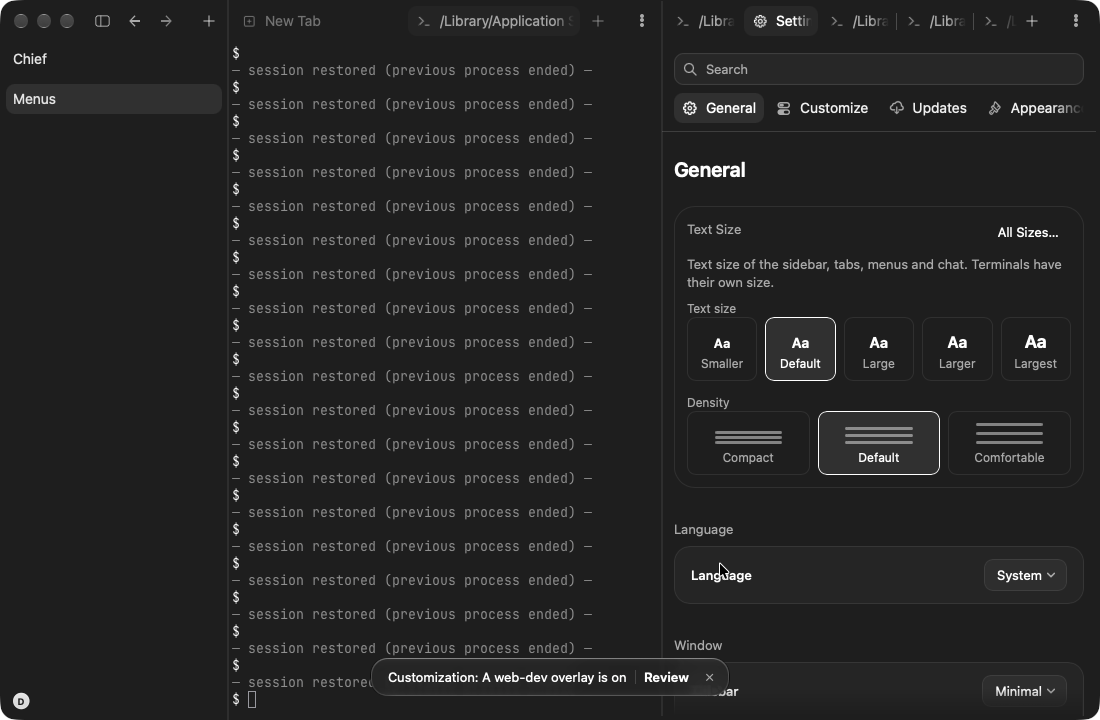 Chief
Menus
D
New Tab
/Library/Application
$
— session restored (previous process ended) —
$
— session restored (previous process ended) —
$
— session restored (previous process ended) —
$
— session restored (previous process ended) —
$
— session restored (previous process ended) —
$
— session restored (previous process ended) —
$
— session restored (previous process ended) —
$
— session restored (previous process ended) —
$
— session restored (previous process ended) —
$
— session restored (previous process ended) —
$
— session restored (previous process ended) —
$
— session restored (previous process ended) —
$
— session restored (previous process ended) —
$
— session restored (previous process ended) —
$
— session restored (previous process ended) —
$
— session restored (previous process ended) —
$
— session restored (previous process ended) —
$
— session restored (previous process ended) —
$
— session restored
$
Customization: A web-dev overlay is on
Review
Search
General
Customize
Updates
General
Text Size
All Sizes...
Text size of the sidebar, tabs, menus and chat. Terminals have
their own size.
Text size
Aa Aa Aa Aa Aa
Smaller Default Large Larger Largest
Density
Compact Default Comfortable
Language
Language
System
Window
Minimal